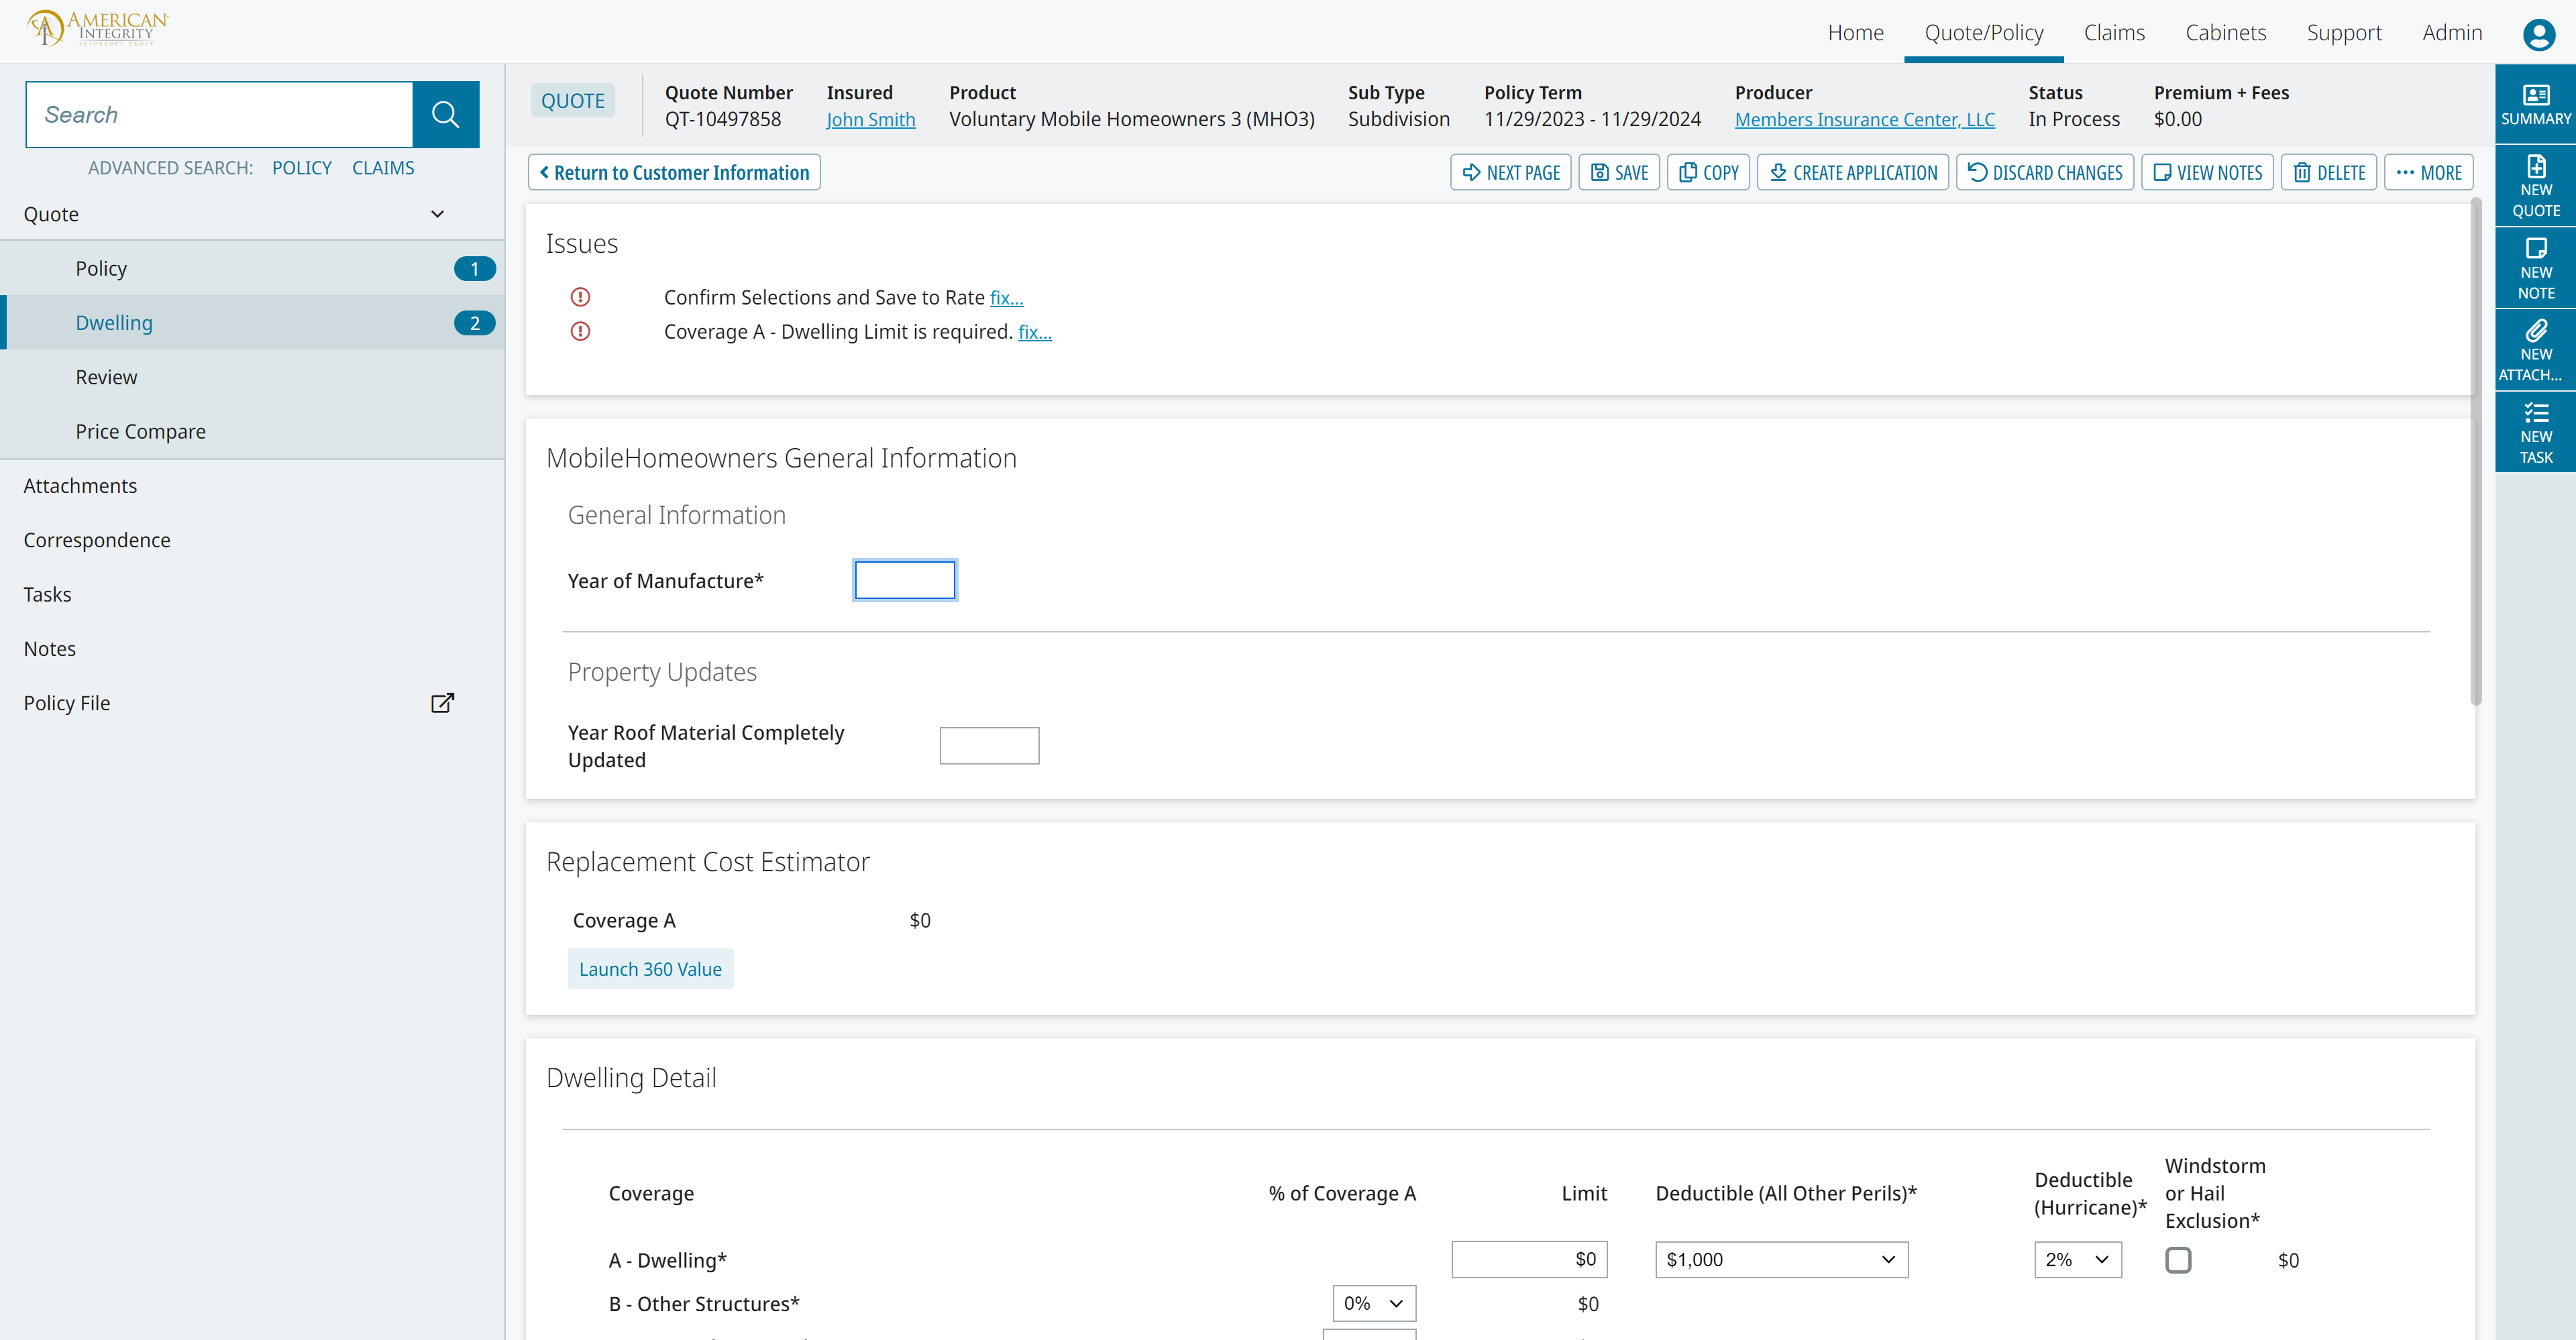 AMERICAN
INTEGRITY
INSURANCE GROUP
Home
Quote/Policy
Claims
Cabinets
Support
Admin
Search
ADVANCED SEARCH: POLICY CLAIMS
Quote
Policy 1
Dwelling 2
Review
Price Compare
Attachments
Correspondence
Tasks
Notes
Policy File
QUOTE
Quote Number
QT-10497858
Insured
John Smith
Product
Voluntary Mobile Homeowners 3 (MHO3)
Sub Type
Subdivision
Policy Term
11/29/2023 - 11/29/2024
Producer
Members Insurance Center, LLC
Status
In Process
Premium + Fees
$0.00
Return to Customer Information
NEXT PAGE
SAVE
COPY
CREATE APPLICATION
DISCARD CHANGES
VIEW NOTES
DELETE
MORE
Issues
Confirm Selections and Save to Rate fix...
Coverage A - Dwelling Limit is required. fix...
MobileHomeowners General Information
General Information
Year of Manufacture*
Property Updates
Year Roof Material Completely
Updated
Replacement Cost Estimator
Coverage A $0
Launch 360 Value
Dwelling Detail
Coverage
% of Coverage A
Limit
Deductible (All Other Perils)*
Deductible
(Hurricane)*
Windstorm
or Hail
Exclusion*
A - Dwelling* $0 $1,000 2% $0
B - Other Structures* 0% $0
SUMMARY
NEW
QUOTE
NEW
NOTE
NEW
ATTACH...
NEW
TASK